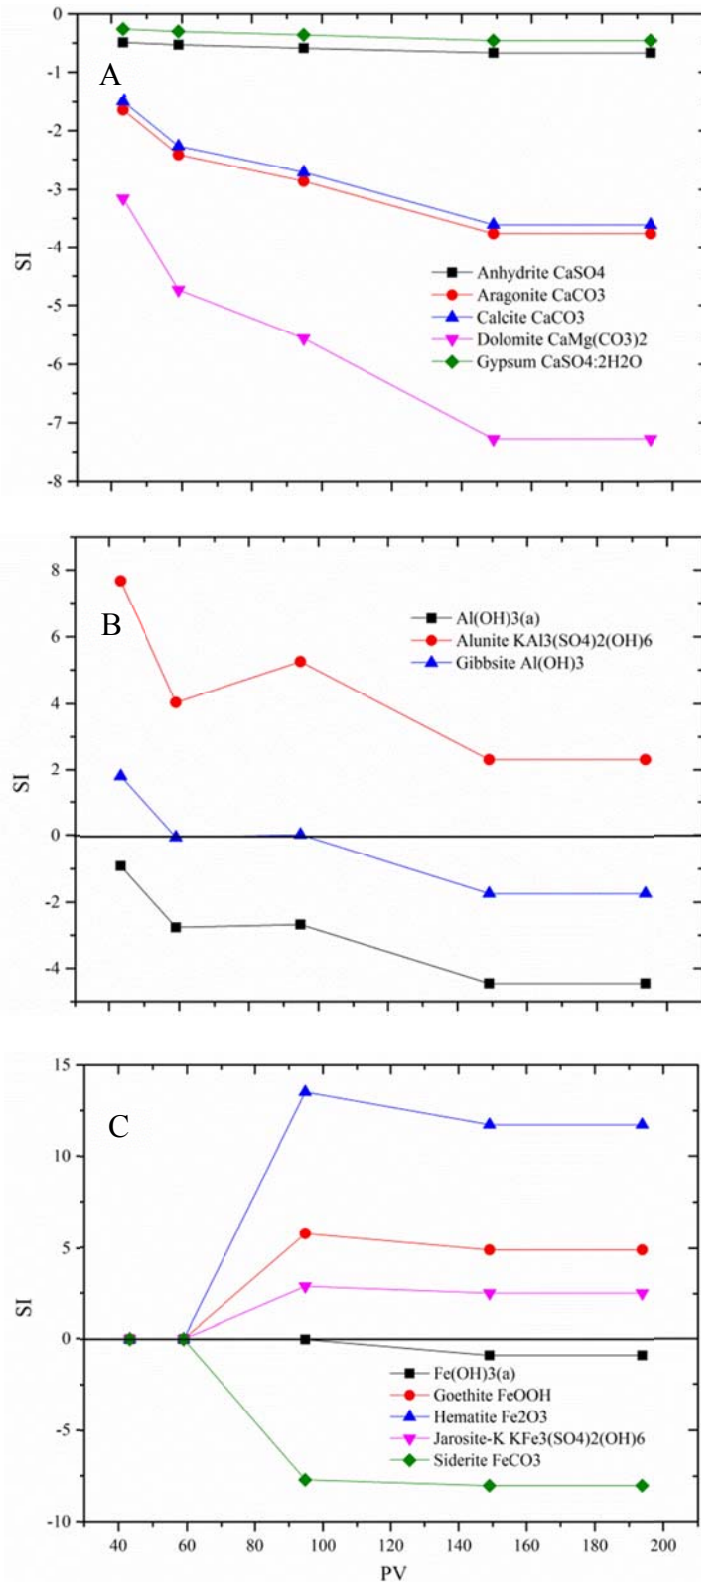 0
-1
-2
-3
-4
-5
-6
-7
-8
SI
A
Anhydrite CaSO4
Aragonite CaCO3
Calcite CaCO3
Dolomite CaMg(CO3)2
Gypsum CaSO4:2H2O
8
6
4
2
0
-2
-4
SI
B
Al(OH)3(a)
Alunite KAl3(SO4)2(OH)6
Gibbsite Al(OH)3
15
10
5
0
-5
-10
SI
C
Fe(OH)3(a)
Goethite FeOOH
Hematite Fe2O3
Jarosite-K KFe3(SO4)2(OH)6
Siderite FeCO3
40 60 80 100 120 140 160 180 200
PV